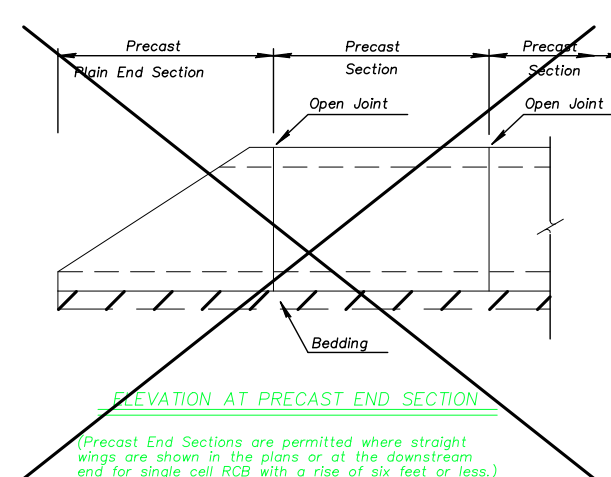 Precast
Plain End Section
Precast
Section
Precast
Section
Open Joint
Open Joint
Bedding
ELEVATION AT PRECAST END SECTION
(Precast End Sections are permitted where straight
wings are shown in the plans or at the downstream
end for single cell RCB with a rise of six feet or less.)